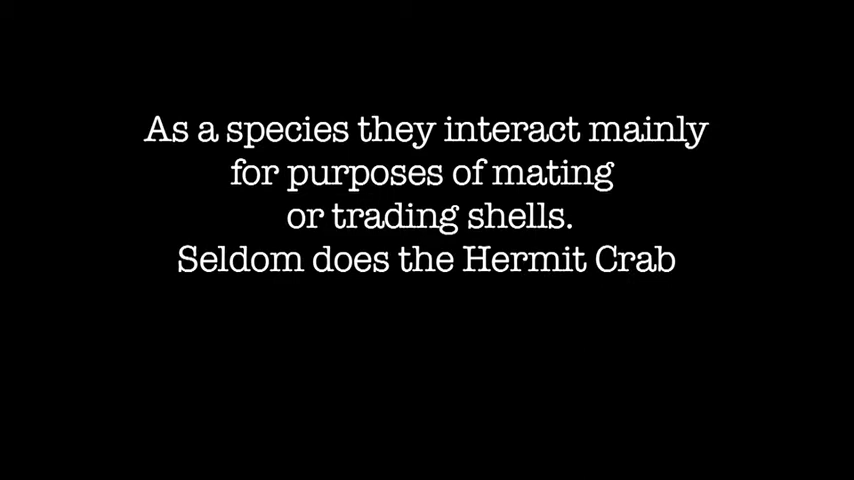 As a species they interact mainly
for purposes of mating
or trading shells.
Seldom does the Hermit Crab